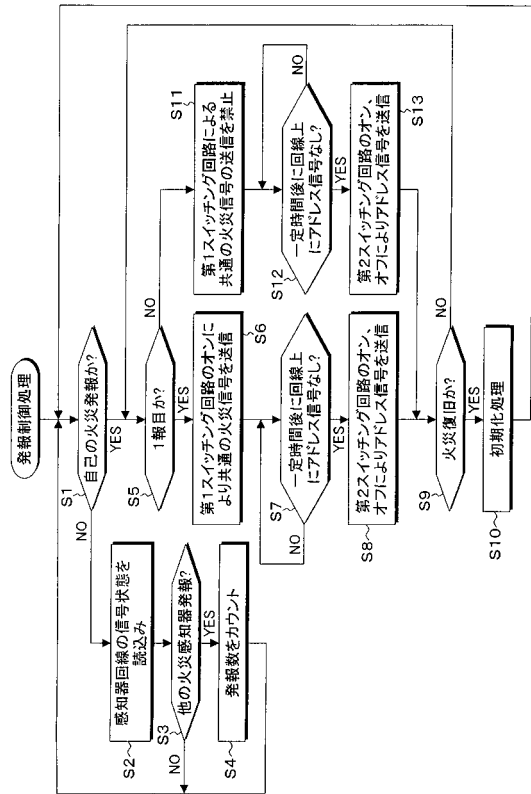 発報制御処理
S1
自己の火災発報か?
NO
YES
S2
感知器回線の信号状態を
読込み
S3
他の火災感知器発報?
NO
YES
S4
発報数をカウント
S5
1報目か?
NO
YES
S6
第1スイッチング回路のオンに
より共通の火災信号を送信
S7
一定時間後に回線上
にアドレス信号なし?
NO
YES
S8
第2スイッチング回路のオン、
オフによりアドレス信号を送信
S11
第1スイッチング回路による
共通の火災信号の送信を禁止
S12
一定時間後に回線上
にアドレス信号なし?
NO
YES
S13
第2スイッチング回路のオン、
オフによりアドレス信号を送信
S9
火災復旧か?
NO
YES
S10
初期化処理